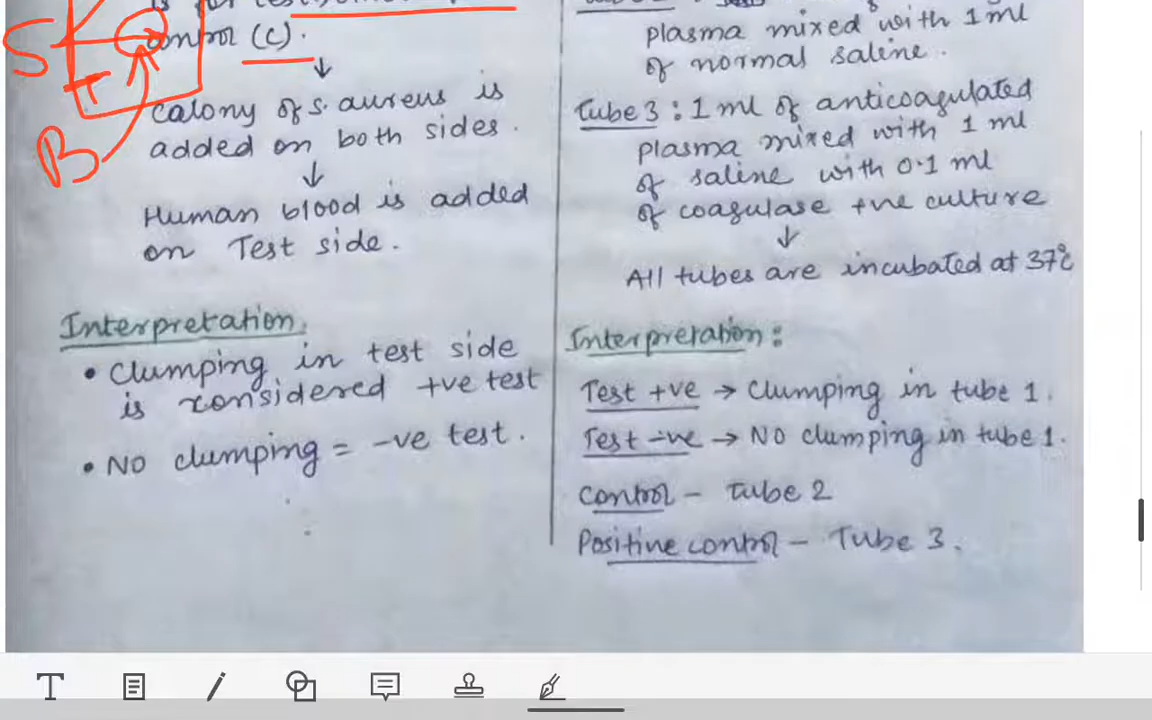 control (c).
↓
Calony of S. aureus is
added on both sides.
↓
Human blood is added
on Test side.
Interpretation:
• Clumping in test side
is considered +ve test
• No clumping = -ve test.
S
T
B
plasma mixed with 1 ml
of normal saline.
Tube 3 : 1 ml of anticoagulated
plasma mixed with 1 ml
of saline with 0.1 ml
of coagulase +ve culture
↓
All tubes are incubated at 37°c
Interpretation :
Test +ve → Clumping in tube 1.
Test -ve → No clumping in tube 1.
Control - Tube 2
Positive control - Tube 3.
T